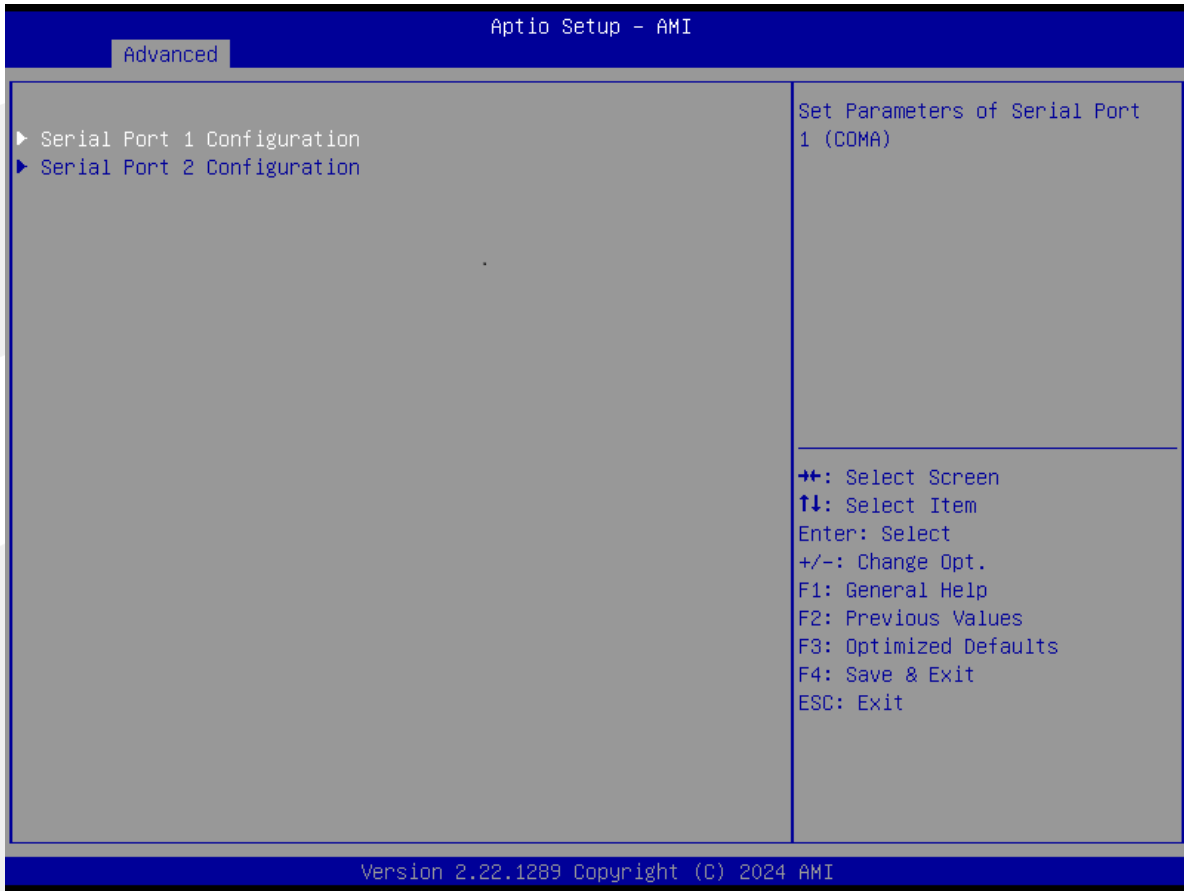 Aptio Setup – AMI
Advanced
▶ Serial Port 1 Configuration
▶ Serial Port 2 Configuration
Set Parameters of Serial Port
1 (COMA)
→←: Select Screen
↑↓: Select Item
Enter: Select
+/-: Change Opt.
F1: General Help
F2: Previous Values
F3: Optimized Defaults
F4: Save & Exit
ESC: Exit
Version 2.22.1289 Copyright (C) 2024 AMI